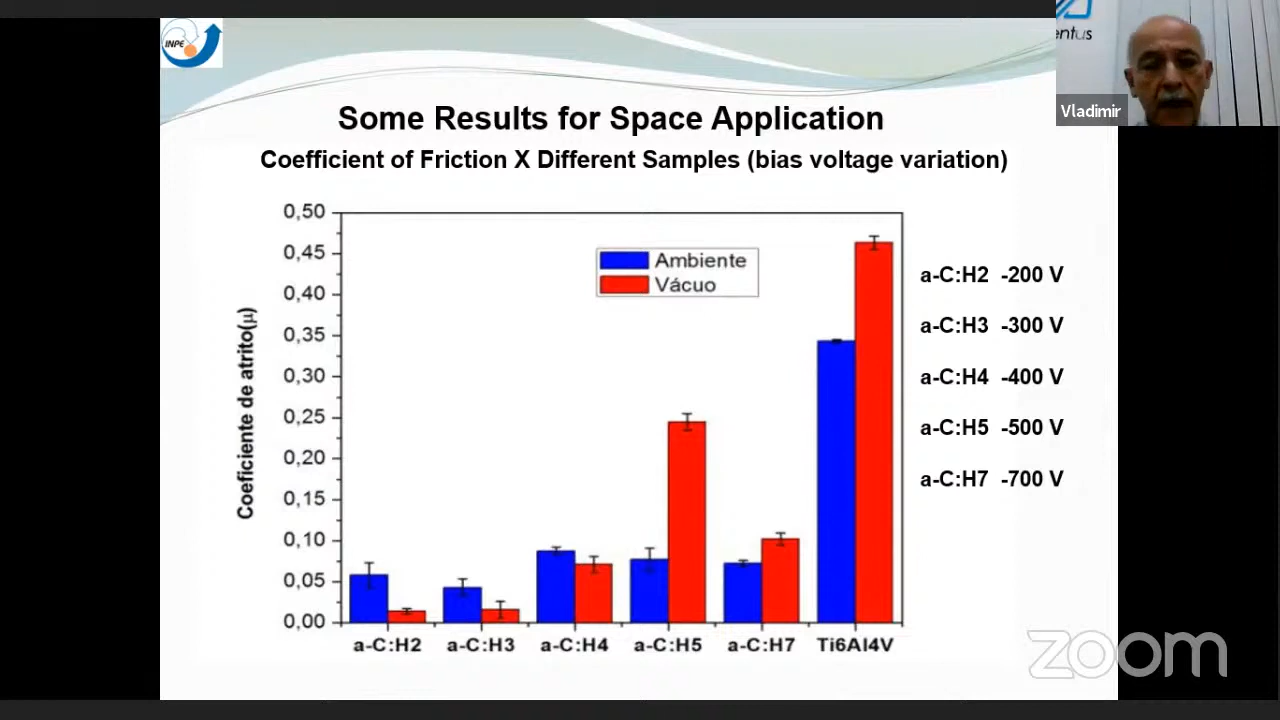 INPE
entus
Vladimir
Some Results for Space Application
Coefficient of Friction X Different Samples (bias voltage variation)
Coeficiente de atrito(μ)
0,50
0,45
0,40
0,35
0,30
0,25
0,20
0,15
0,10
0,05
0,00
Ambiente
Vácuo
a-C:H2
a-C:H3
a-C:H4
a-C:H5
a-C:H7
Ti6Al4V
a-C:H2 -200 V
a-C:H3 -300 V
a-C:H4 -400 V
a-C:H5 -500 V
a-C:H7 -700 V
zoom